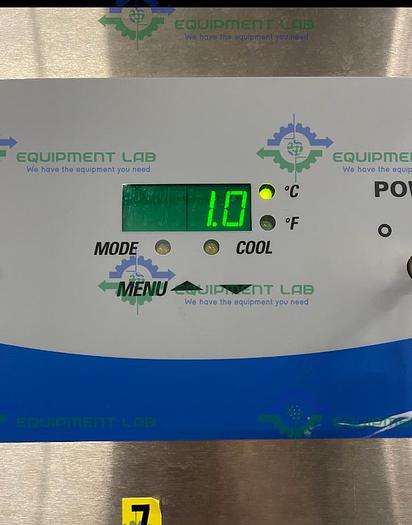 EQUIPMENT LAB
We have the equipment you need
EQUIPMENT LAB
We have the equipment you need
EQUIPMENT LAB
We have the equipment you need
1.0
°C
°F
POW
MODE
COOL
MENU
EQUIPMENT LAB
We have the equipment you need
EQUIPMENT LAB
EQUIPMENT
7